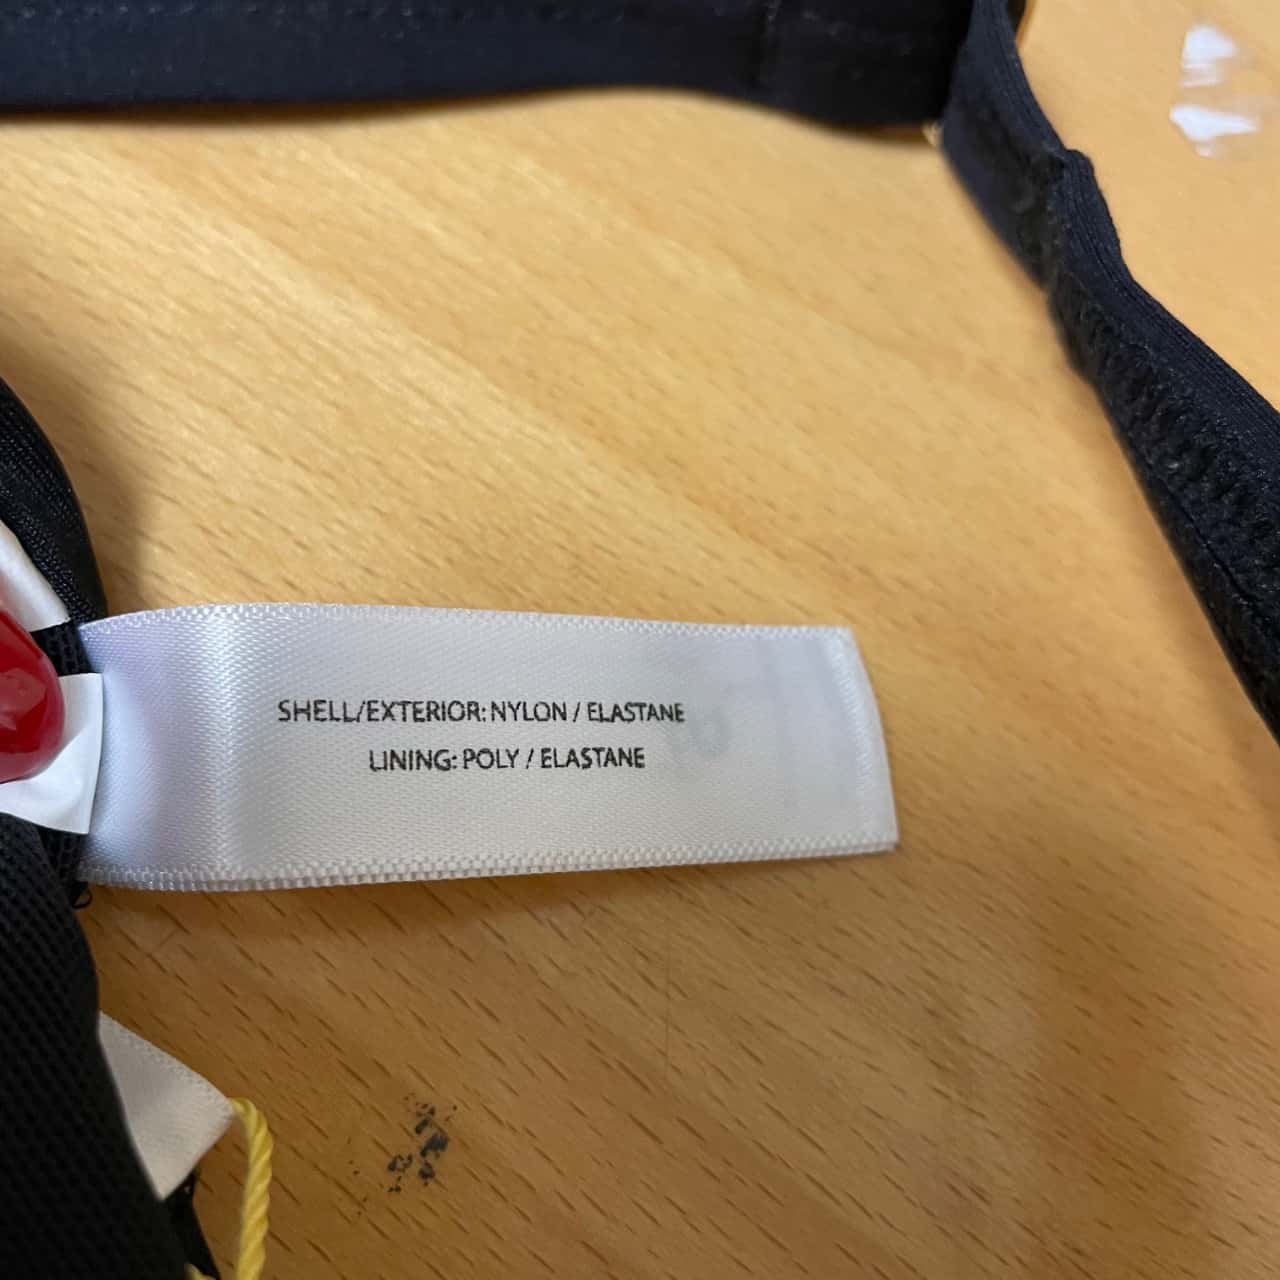 SHELL/EXTERIOR: NYLON / ELASTANE
LINING: POLY / ELASTANE